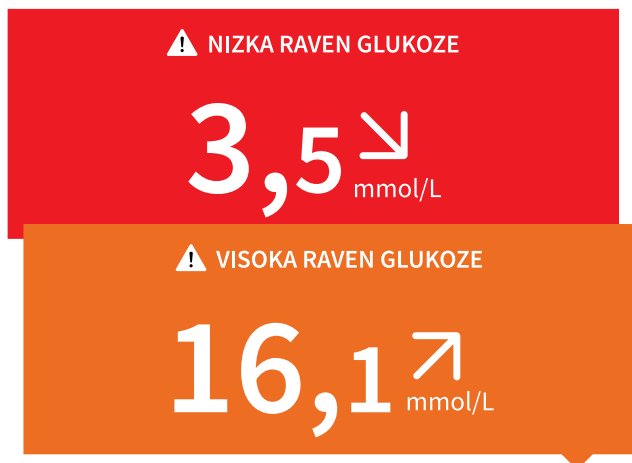 NIZKA RAVEN GLUKOZE
3,5 mmol/L
VISOKA RAVEN GLUKOZE
16,1 mmol/L